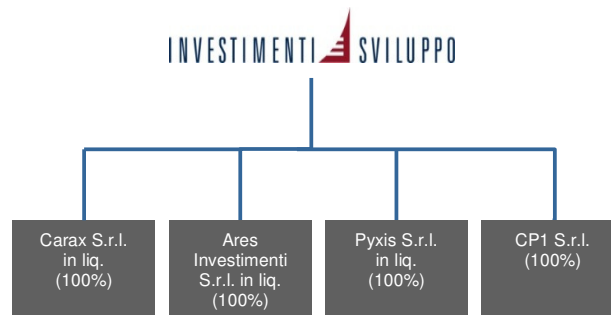 INVESTIMENTI SVILUPPO
Carax S.r.l.
in liq.
(100%)
Ares
Investimenti
S.r.l. in liq.
(100%)
Pyxis S.r.l.
in liq.
(100%)
CP1 S.r.l.
(100%)